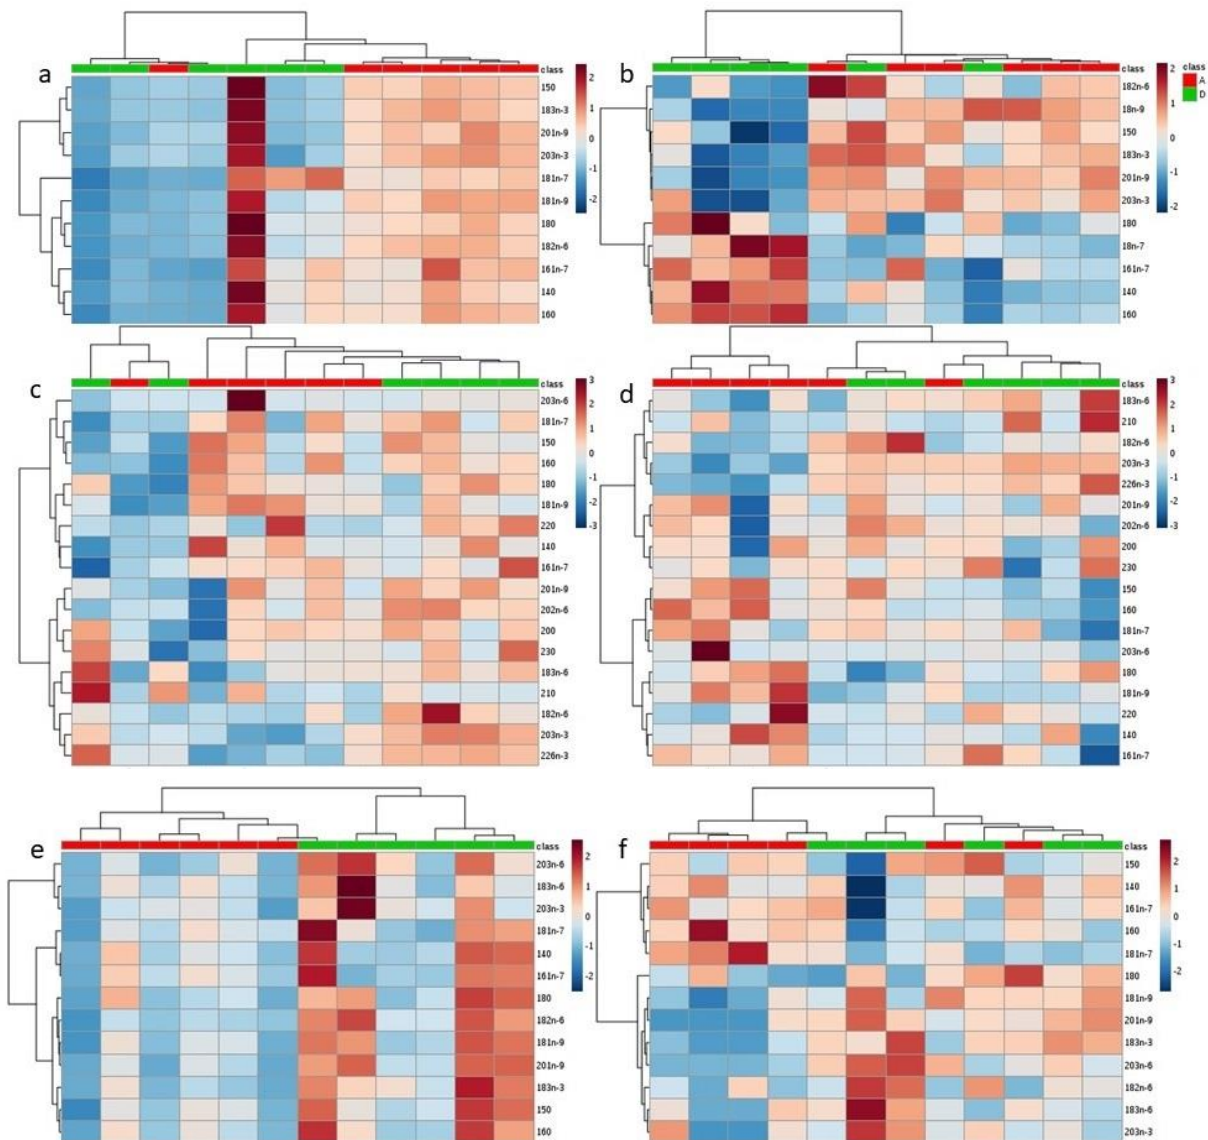 a
class
150
183n-3
201n-9
203n-3
181n-7
181n-9
180
182n-6
161n-7
140
160
2
1
0
-1
-2
b
class
182n-6
18n-9
150
183n-3
201n-9
203n-3
180
18n-7
161n-7
140
160
2
1
0
-1
-2
class
A
D
c
class
203n-6
181n-7
150
160
180
181n-9
220
140
161n-7
201n-9
202n-6
200
230
183n-6
210
182n-6
203n-3
226n-3
3
2
1
0
-1
-2
-3
d
class
183n-6
210
182n-6
203n-3
226n-3
201n-9
202n-6
200
230
150
160
181n-7
203n-6
180
181n-9
220
140
161n-7
3
2
1
0
-1
-2
-3
e
class
203n-6
183n-6
203n-3
181n-7
140
161n-7
180
182n-6
181n-9
201n-9
183n-3
150
160
2
1
0
-1
-2
f
class
150
140
161n-7
160
181n-7
180
181n-9
201n-9
183n-3
203n-6
182n-6
183n-6
203n-3
2
1
0
-1
-2